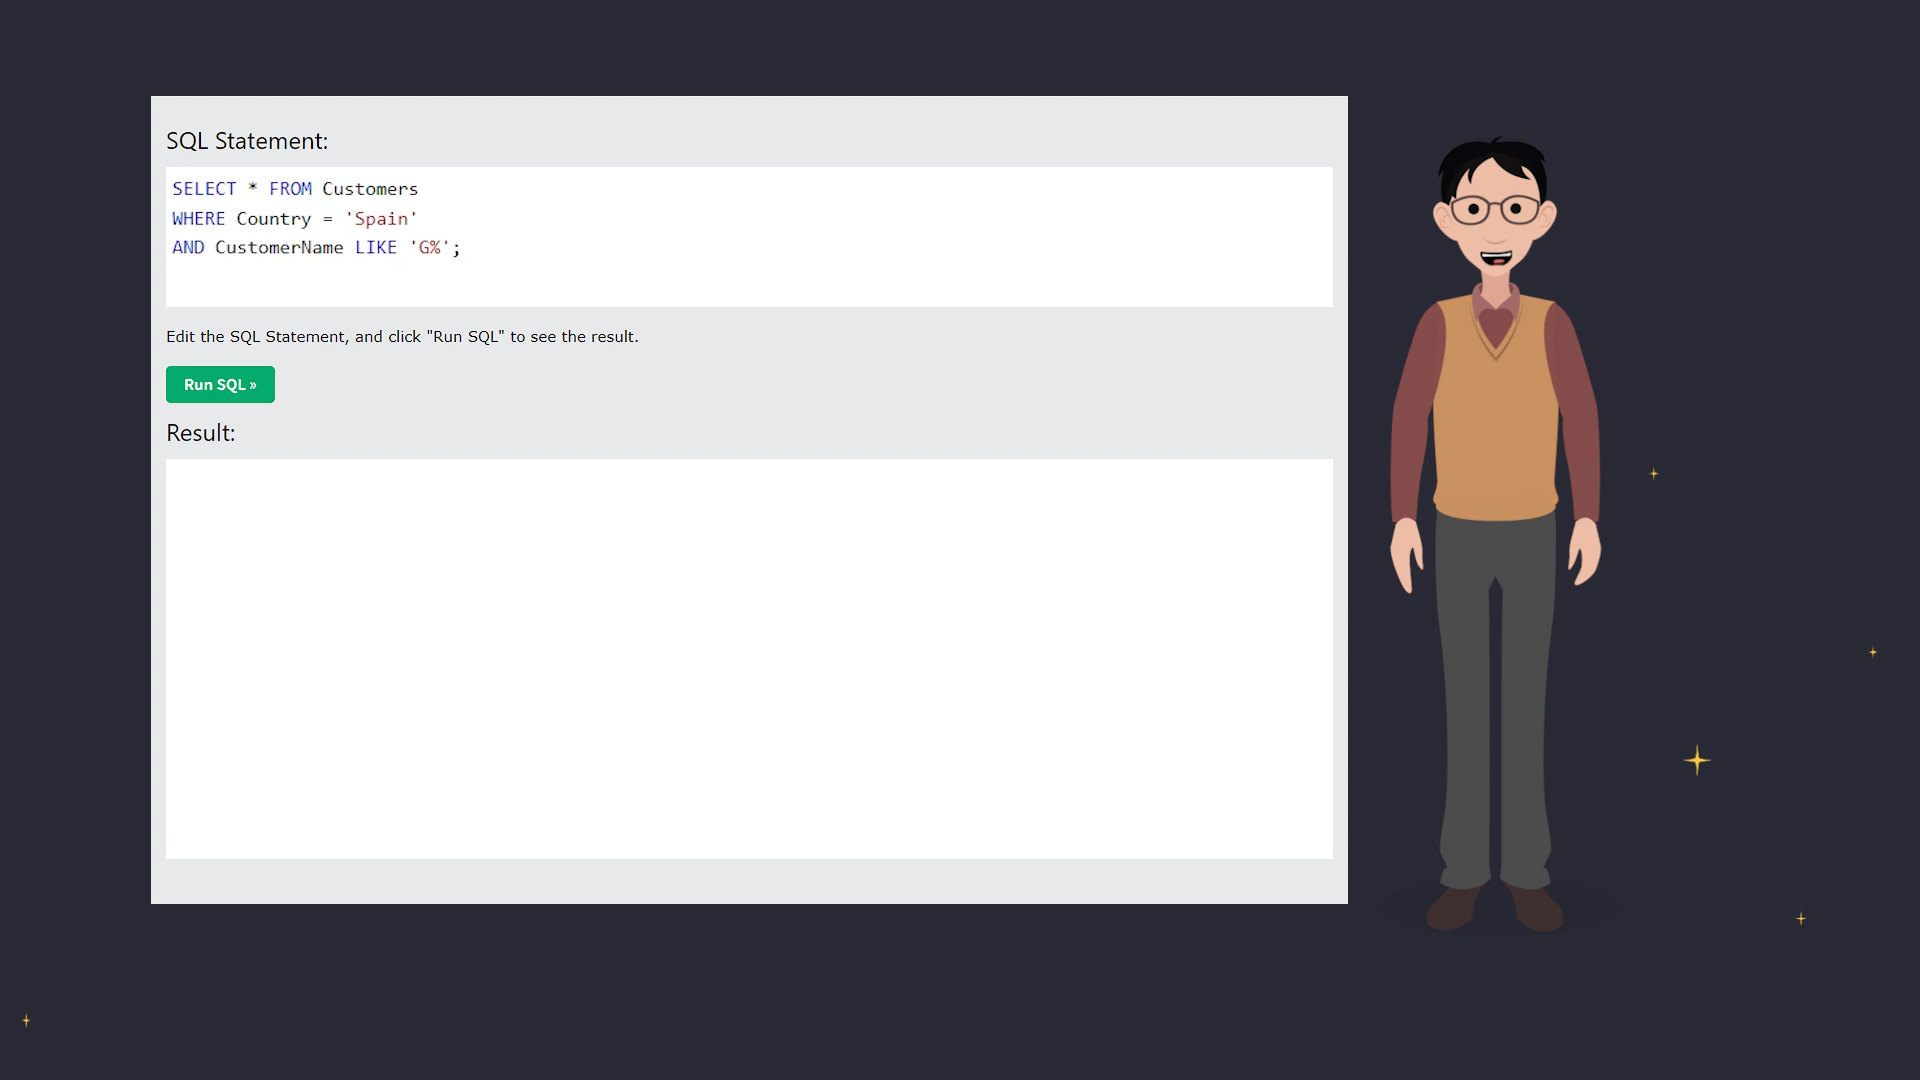 SQL Statement:
SELECT * FROM Customers
WHERE Country = 'Spain'
AND CustomerName LIKE 'G%';
Edit the SQL Statement, and click "Run SQL" to see the result.
Run SQL »
Result: